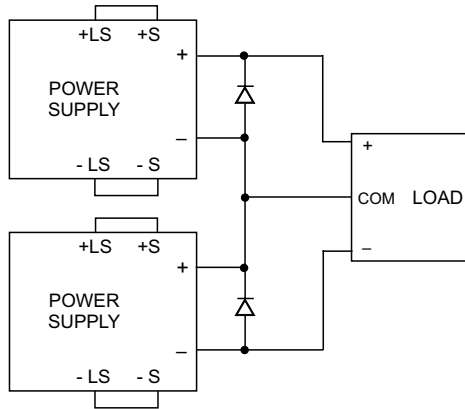 +LS +S
+
POWER
SUPPLY
–
- LS - S
+
COM LOAD
–
+LS +S
+
POWER
SUPPLY
–
- LS - S